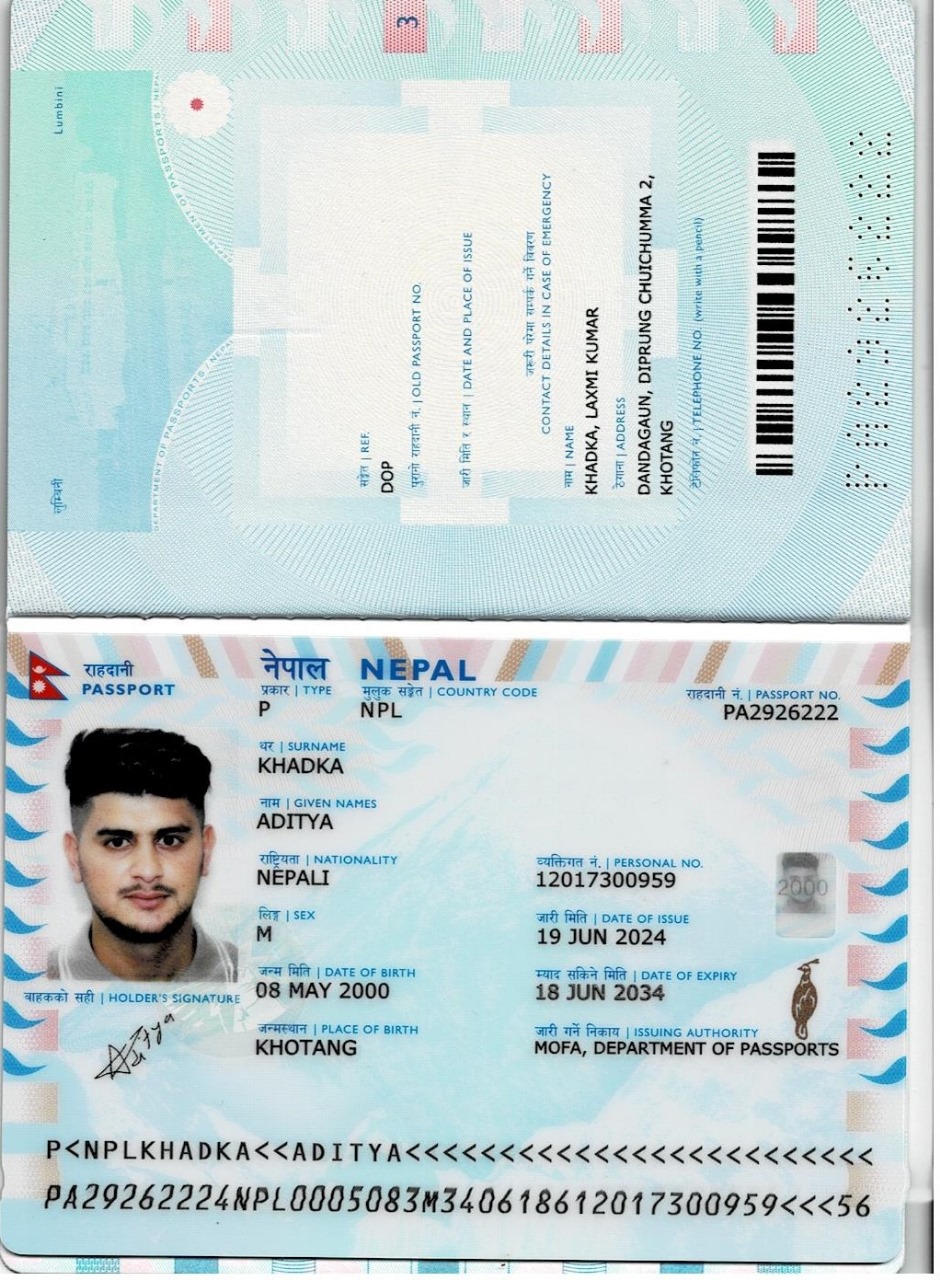 3
लुम्बिनी
Lumbini
DEPARTMENT OF PASSPORTS / NEPAL
सङ्केत | REF.
DOP
पुरानो राहदानी नं. | OLD PASSPORT NO.
जारी मिति र स्थान | DATE AND PLACE OF ISSUE
जरूरी परेमा सम्पर्क गर्ने विवरण
CONTACT DETAILS IN CASE OF EMERGENCY
नाम | NAME
KHADKA, LAXMI KUMAR
ठेगाना | ADDRESS
DANDAGAUN, DIPRUNG CHUICHUMMA 2,
KHOTANG
टेलिफोन नं. | TELEPHONE NO. (write with a pencil)
राहदानी
PASSPORT
नेपाल NEPAL
प्रकार | TYPE मुलुक सङ्केत | COUNTRY CODE राहदानी नं. | PASSPORT NO.
P NPL PA2926222
थर | SURNAME
KHADKA
नाम | GIVEN NAMES
ADITYA
राष्ट्रियता | NATIONALITY व्यक्तिगत नं. | PERSONAL NO.
NEPALI 12017300959
2000
लिङ्ग | SEX जारी मिति | DATE OF ISSUE
M 19 JUN 2024
जन्म मिति | DATE OF BIRTH म्याद सकिने मिति | DATE OF EXPIRY
08 MAY 2000 18 JUN 2034
वाहकको सही | HOLDER'S SIGNATURE
जन्मस्थान | PLACE OF BIRTH जारी गर्ने निकाय | ISSUING AUTHORITY
KHOTANG MOFA, DEPARTMENT OF PASSPORTS
P<NPLKHADKA<<ADITYA<<<<<<<<<<<<<<<<<<<<<<<<<
PA29262224NPL0005083M34061861201730​0959<<<56